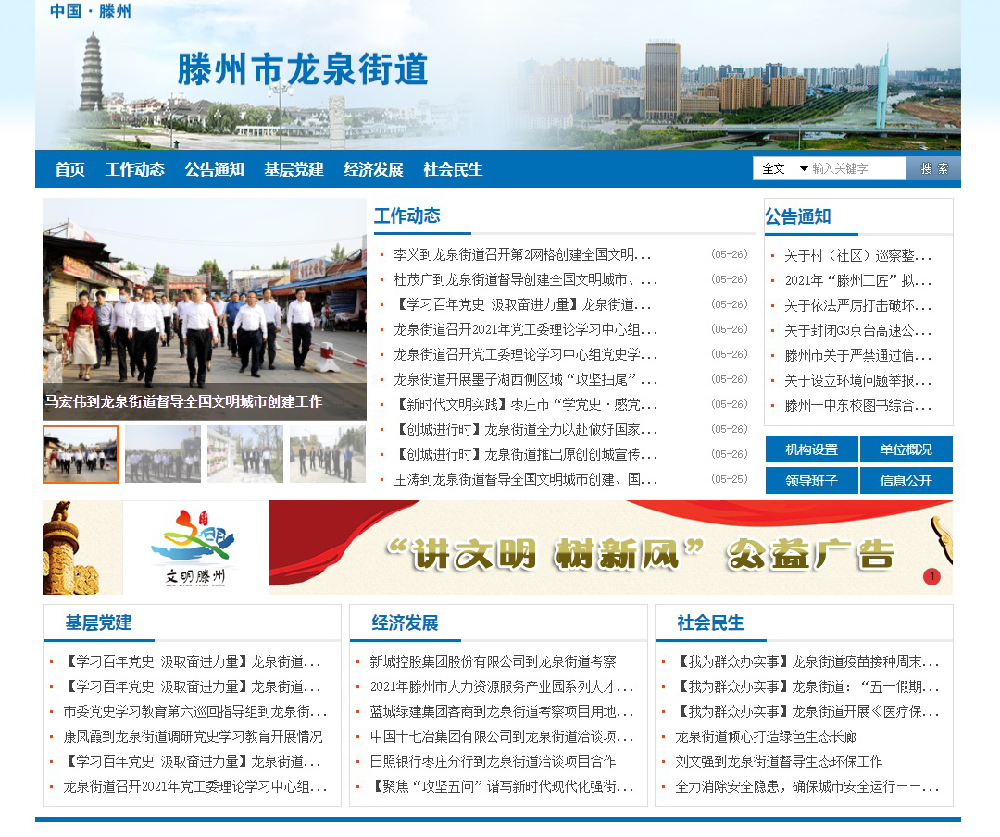 中国·滕州
滕州市龙泉街道
首页 工作动态 公告通知 基层党建 经济发展 社会民生
全文 输入关键字 搜 索
马宏伟到龙泉街道督导全国文明城市创建工作
工作动态
李义到龙泉街道召开第2网格创建全国文明... (05-26)
杜茂广到龙泉街道督导创建全国文明城市、... (05-26)
【学习百年党史 汲取奋进力量】龙泉街道... (05-26)
龙泉街道召开2021年党工委理论学习中心组... (05-26)
龙泉街道召开党工委理论学习中心组党史学... (05-26)
龙泉街道开展墨子湖西侧区域“攻坚扫尾”... (05-26)
【新时代文明实践】枣庄市“学党史·感党... (05-26)
【创城进行时】龙泉街道全力以赴做好国家... (05-26)
【创城进行时】龙泉街道推出原创创城宣传... (05-26)
王涛到龙泉街道督导全国文明城市创建、国... (05-25)
公告通知
关于村（社区）巡察整...
2021年“滕州工匠”拟...
关于依法严厉打击破坏...
关于封闭G3京台高速公...
滕州市关于严禁通过信...
关于设立环境问题举报...
滕州一中东校图书综合...
机构设置 单位概况
领导班子 信息公开
文明滕州
“讲文明 树新风”公益广告
1
基层党建
【学习百年党史 汲取奋进力量】龙泉街道...
【学习百年党史 汲取奋进力量】龙泉街道...
市委党史学习教育第六巡回指导组到龙泉街...
康凤霞到龙泉街道调研党史学习教育开展情况
【学习百年党史 汲取奋进力量】龙泉街道...
龙泉街道召开2021年党工委理论学习中心组...
经济发展
新城控股集团股份有限公司到龙泉街道考察
2021年滕州市人力资源服务产业园系列人才...
蓝城绿建集团客商到龙泉街道考察项目用地...
中国十七冶集团有限公司到龙泉街道洽谈项...
日照银行枣庄分行到龙泉街道洽谈项目合作
【聚焦“攻坚五问”谱写新时代现代化强街...
社会民生
【我为群众办实事】龙泉街道疫苗接种周末...
【我为群众办实事】龙泉街道：“五一假期...
【我为群众办实事】龙泉街道开展《医疗保...
龙泉街道倾心打造绿色生态长廊
刘文强到龙泉街道督导生态环保工作
全力消除安全隐患，确保城市安全运行——...